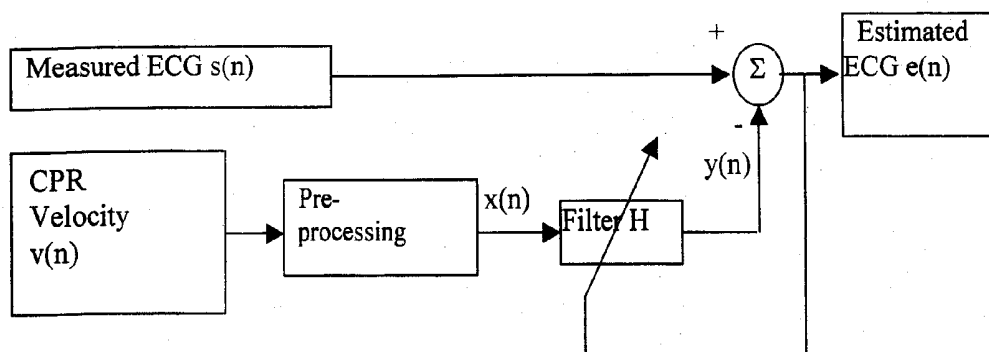 Measured ECG s(n)
+
Σ
Estimated
ECG e(n)
-
CPR
Velocity
v(n)
Pre-
processing
x(n)
Filter H
y(n)